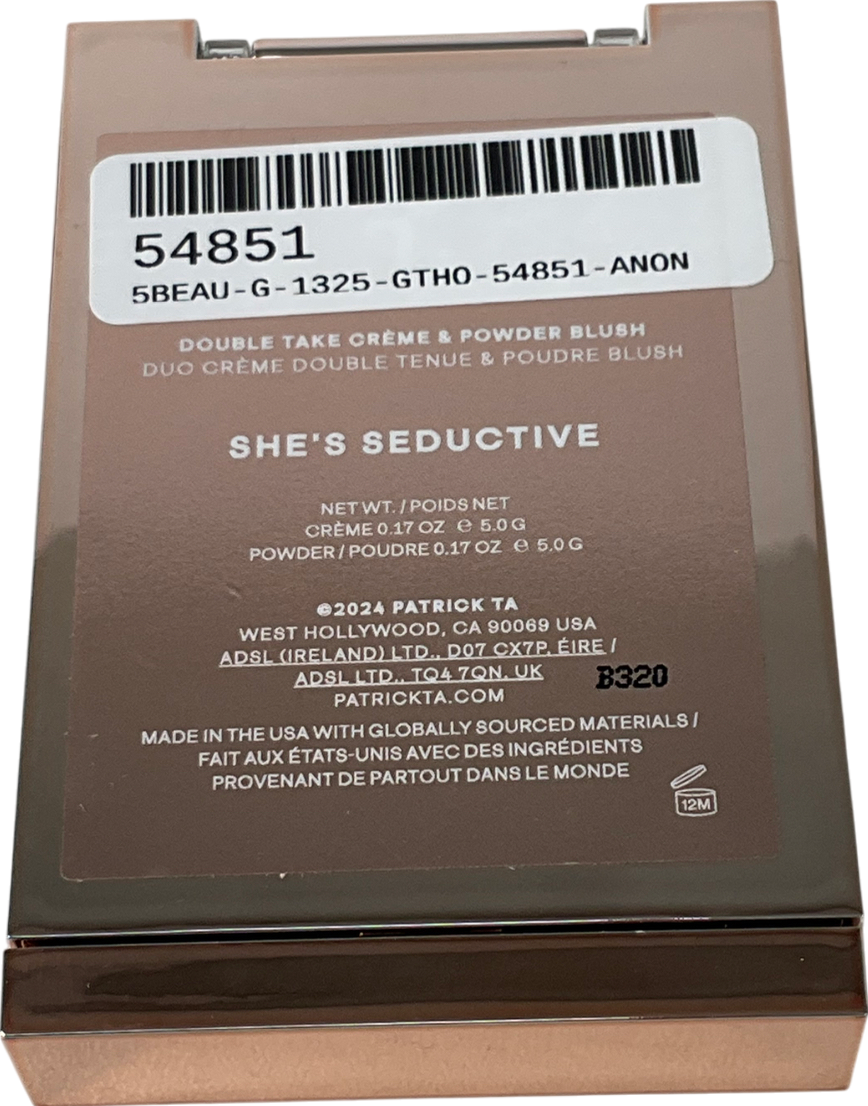 54851
5BEAU-G-1325-GTHO-54851-ANON
DOUBLE TAKE CRÈME & POWDER BLUSH
DUO CRÈME DOUBLE TENUE & POUDRE BLUSH
SHE'S SEDUCTIVE
NET WT. / POIDS NET
CRÈME 0.17 OZ ℮ 5.0 G
POWDER / POUDRE 0.17 OZ ℮ 5.0 G
©2024 PATRICK TA
WEST HOLLYWOOD, CA 90069 USA
ADSL (IRELAND) LTD., D07 CX7P, ÉIRE /
ADSL LTD., TQ4 7QN, UK
B320
PATRICKTA.COM
MADE IN THE USA WITH GLOBALLY SOURCED MATERIALS /
FAIT AUX ÉTATS-UNIS AVEC DES INGRÉDIENTS
PROVENANT DE PARTOUT DANS LE MONDE
12M